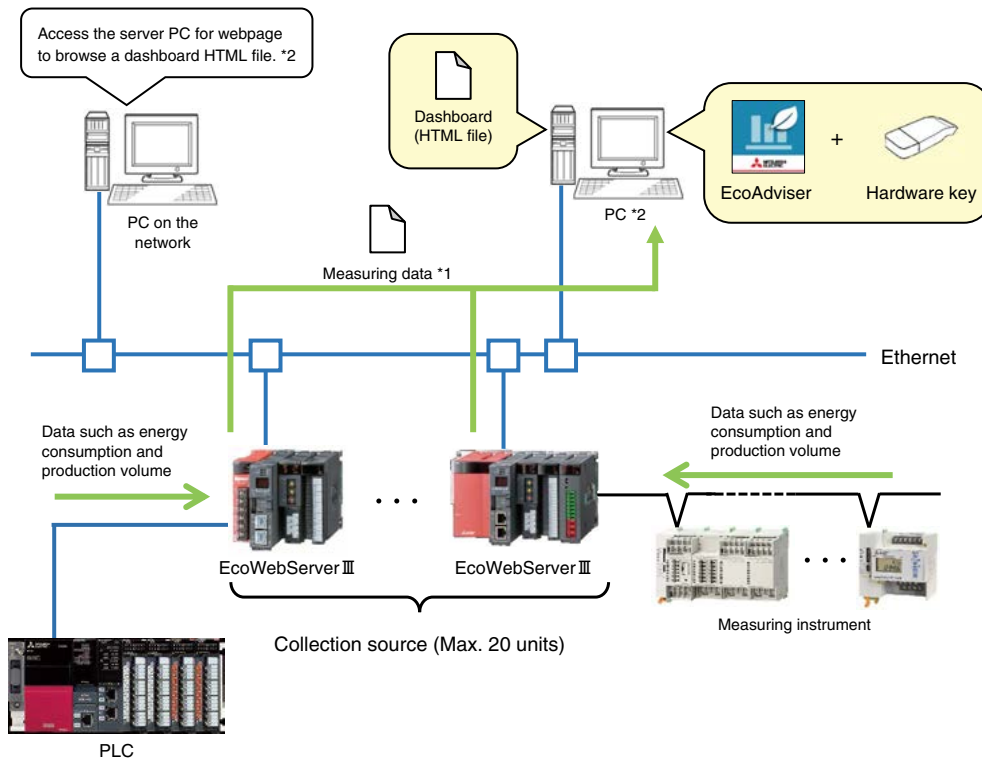 Access the server PC for webpage
to browse a dashboard HTML file. *2
Dashboard
(HTML file)
MITSUBISHI
ELECTRIC
+
EcoAdviser
Hardware key
PC on the
network
PC *2
Measuring data *1
Ethernet
Data such as energy
consumption and
production volume
Data such as energy
consumption and
production volume
EcoWebServerⅢ
EcoWebServerⅢ
Measuring instrument
Collection source (Max. 20 units)
PLC